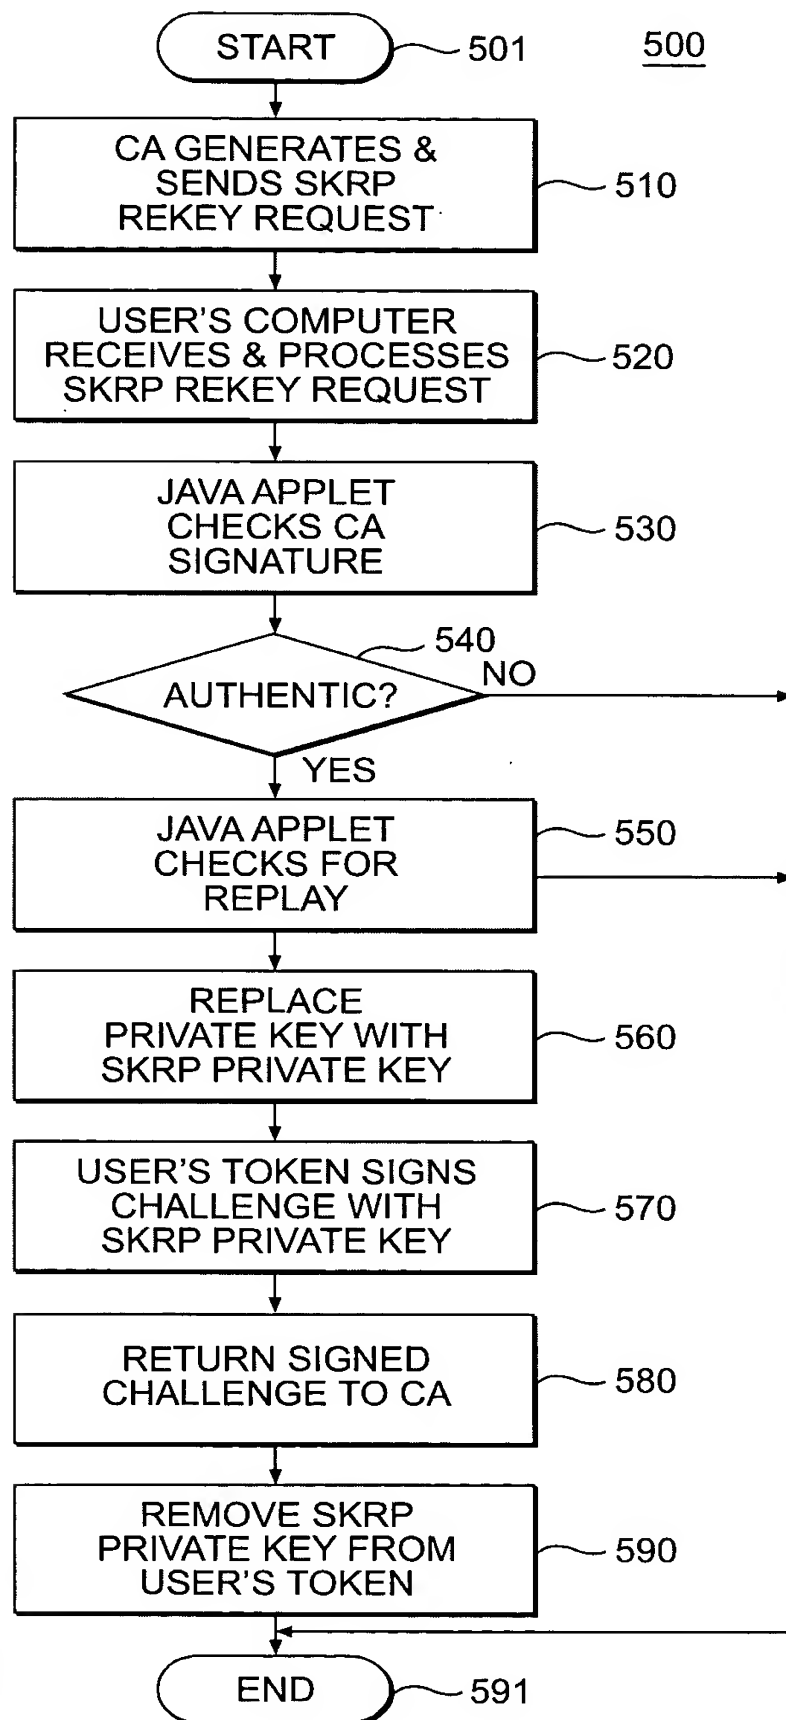 START
501
500
CA GENERATES &
SENDS SKRP
REKEY REQUEST
510
USER'S COMPUTER
RECEIVES & PROCESSES
SKRP REKEY REQUEST
520
JAVA APPLET
CHECKS CA
SIGNATURE
530
540
AUTHENTIC?
NO
YES
JAVA APPLET
CHECKS FOR
REPLAY
550
REPLACE
PRIVATE KEY WITH
SKRP PRIVATE KEY
560
USER'S TOKEN SIGNS
CHALLENGE WITH
SKRP PRIVATE KEY
570
RETURN SIGNED
CHALLENGE TO CA
580
REMOVE SKRP
PRIVATE KEY FROM
USER'S TOKEN
590
END
591